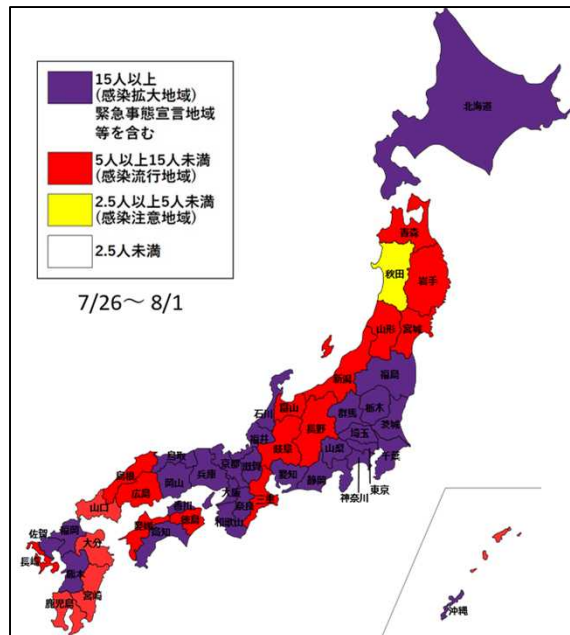 15人以上
(感染拡大地域)
緊急事態宣言地域
等を含む
5人以上15人未満
(感染流行地域)
2.5人以上5人未満
(感染注意地域)
2.5人未満
7/26～ 8/1
北海道
青森
秋田
岩手
山形
宮城
新潟
福島
石川
富山
群馬
栃木
福井
長野
埼玉
茨城
岐阜
山梨
千葉
鳥取
京都
滋賀
愛知
静岡
東京
神奈川
島根
岡山
兵庫
広島
大阪
奈良
三重
山口
香川
和歌山
愛媛
徳島
高知
佐賀
福岡
大分
長崎
熊本
宮崎
鹿児島
沖縄